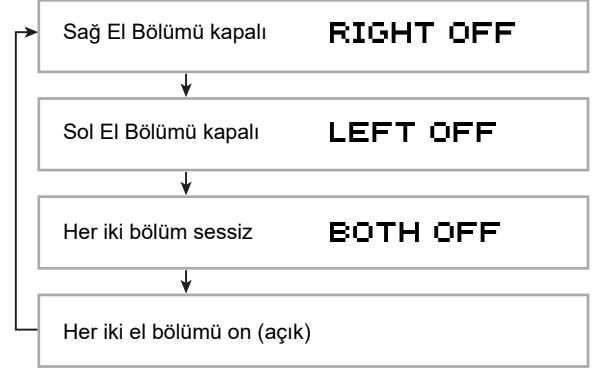 Sağ El Bölümü kapalı RIGHT OFF
Sol El Bölümü kapalı LEFT OFF
Her iki bölüm sessiz BOTH OFF
Her iki el bölümü on (açık)